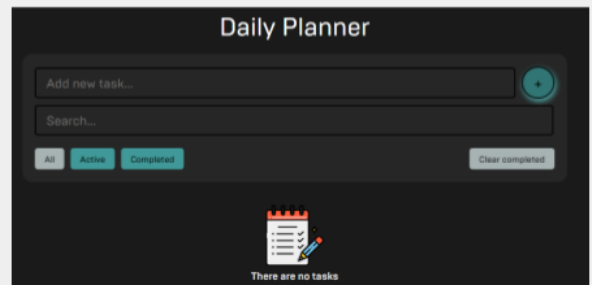 Daily Planner
Add new task...
+
Search...
All Active Completed Clear completed
There are no tasks